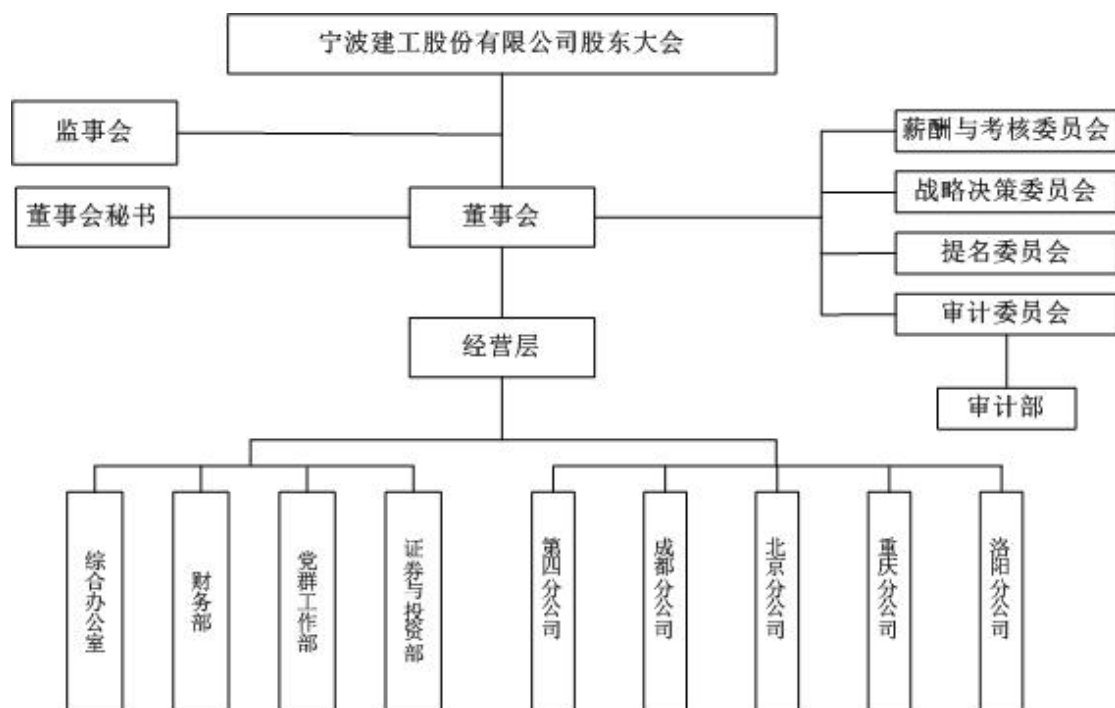 宁波建工股份有限公司股东大会
监事会
薪酬与考核委员会
战略决策委员会
董事会秘书
董事会
提名委员会
审计委员会
经营层
审计部
综合办公室
财务部
党群工作部
证券与投资部
第四分公司
成都分公司
北京分公司
重庆分公司
洛阳分公司